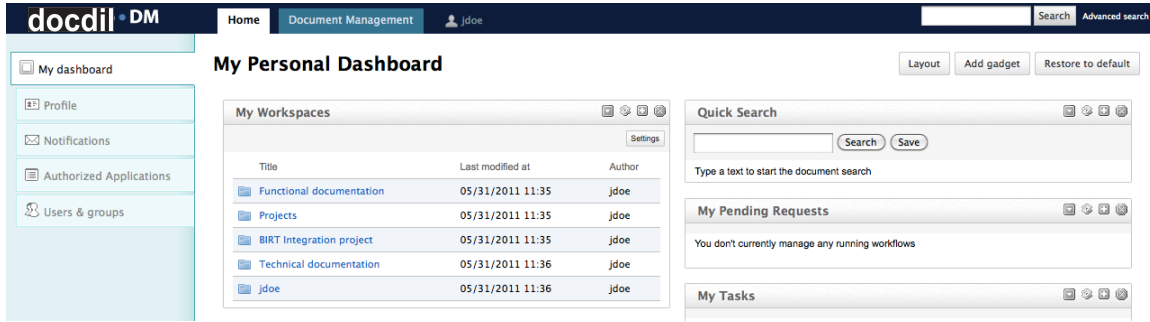 docdil DM
Home Document Management jdoe Search Advanced search
My dashboard
Profile
Notifications
Authorized Applications
Users & groups
My Personal Dashboard
Layout Add gadget Restore to default
My Workspaces
Settings
Title Last modified at Author
Functional documentation 05/31/2011 11:35 jdoe
Projects 05/31/2011 11:35 jdoe
BIRT Integration project 05/31/2011 11:35 jdoe
Technical documentation 05/31/2011 11:36 jdoe
jdoe 05/31/2011 11:36 jdoe
Quick Search
Search Save
Type a text to start the document search
My Pending Requests
You don't currently manage any running workflows
My Tasks